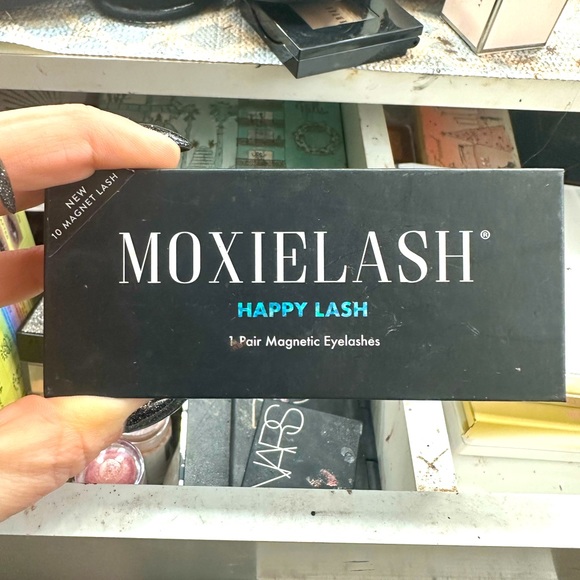 NEW
10 MAGNET LASH
MOXIELASH®
HAPPY LASH
1 Pair Magnetic Eyelashes
NARS